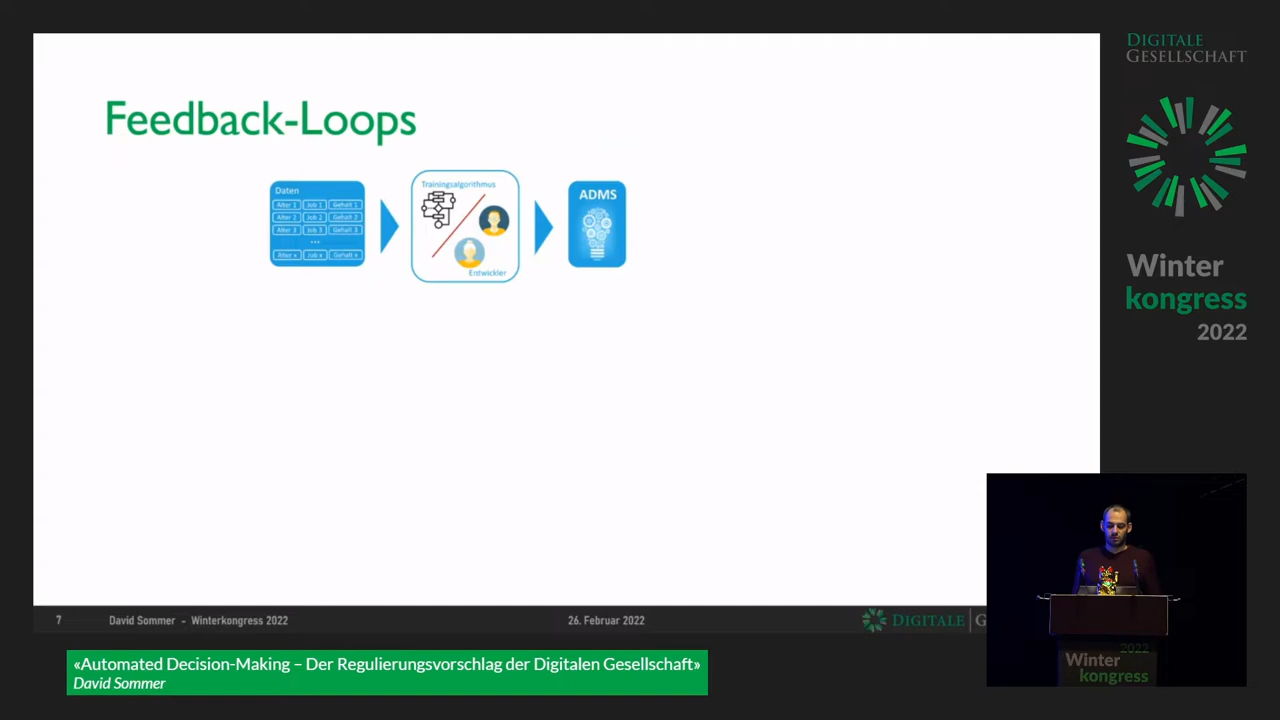 Feedback-Loops
Daten
Alter 1 Job 1 Gehalt 1
Alter 2 Job 2 Gehalt 2
Alter 3 Job 3 Gehalt 3
...
Alter x Job x Gehalt x
Trainingsalgorithmus
Entwickler
ADMS
7 David Sommer - Winterkongress 2022 26. Februar 2022 DIGITALE G
«Automated Decision-Making – Der Regulierungsvorschlag der Digitalen Gesellschaft»
David Sommer
DIGITALE
GESELLSCHAFT
Winter
kongress
2022
2022
Winter
kongress